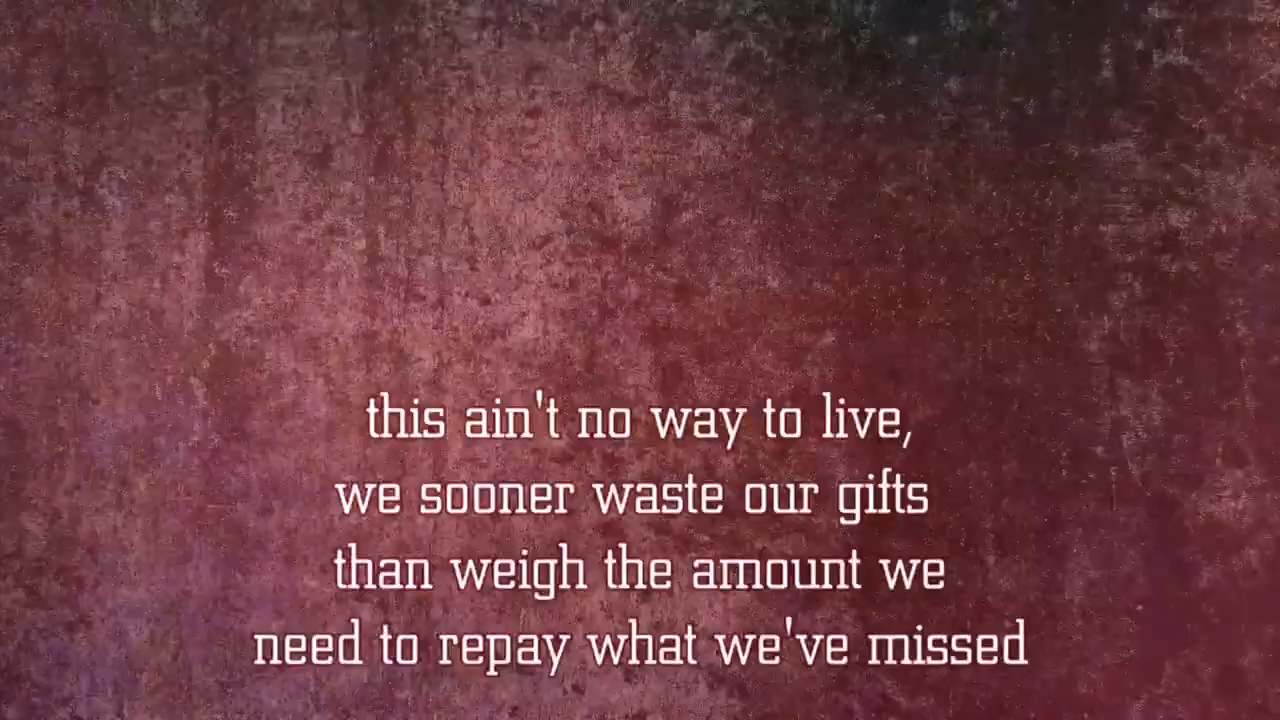 this ain't no way to live,
we sooner waste our gifts
than weigh the amount we
need to repay what we've missed